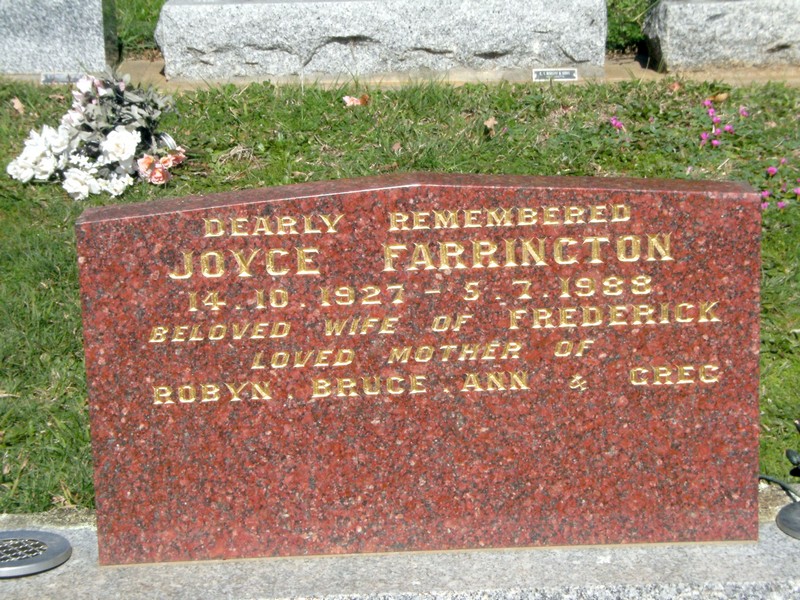 DEARLY REMEMBERED
JOYCE FARRINGTON
14.10.1927 - 5.7.1988
BELOVED WIFE OF FREDERICK
LOVED MOTHER OF
ROBYN. BRUCE. ANN & GREG